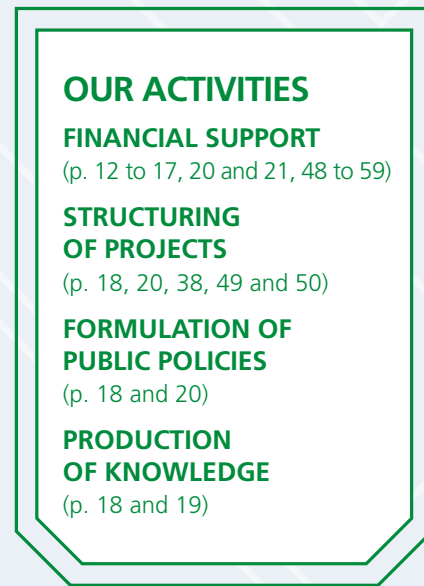 OUR ACTIVITIES
FINANCIAL SUPPORT
(p. 12 to 17, 20 and 21, 48 to 59)
STRUCTURING
OF PROJECTS
(p. 18, 20, 38, 49 and 50)
FORMULATION OF
PUBLIC POLICIES
(p. 18 and 20)
PRODUCTION
OF KNOWLEDGE
(p. 18 and 19)